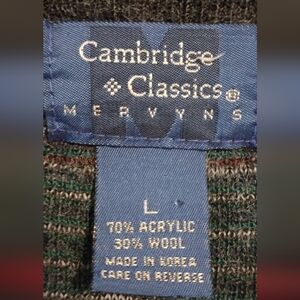 Cambridge
Classics®
MERVYNS
L
70% ACRYLIC
30% WOOL
MADE IN KOREA
CARE ON REVERSE